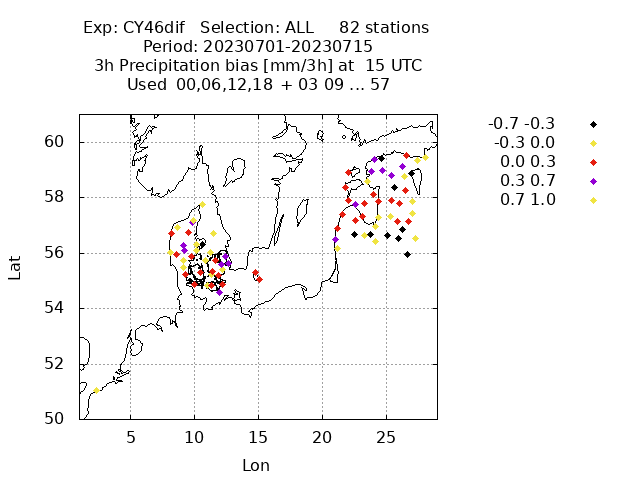 Exp: CY46dif   Selection: ALL     82 stations
Period: 20230701-20230715
3h Precipitation bias [mm/3h] at  15 UTC
Used  00,06,12,18  + 03 09 ... 57
-0.7 -0.3
-0.3 0.0
0.0 0.3
0.3 0.7
0.7 1.0
60
58
56
54
52
50
Lat
5 10 15 20 25
Lon